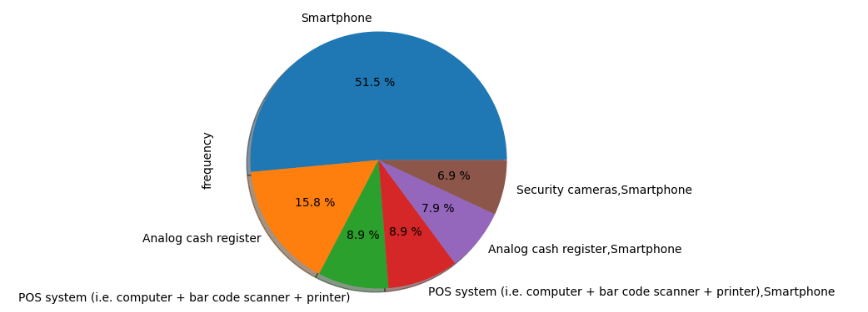 Smartphone
51.5 %
frequency
6.9 %
Security cameras,Smartphone
15.8 %
7.9 %
8.9 %
8.9 %
Analog cash register
Analog cash register,Smartphone
POS system (i.e. computer + bar code scanner + printer)
POS system (i.e. computer + bar code scanner + printer),Smartphone